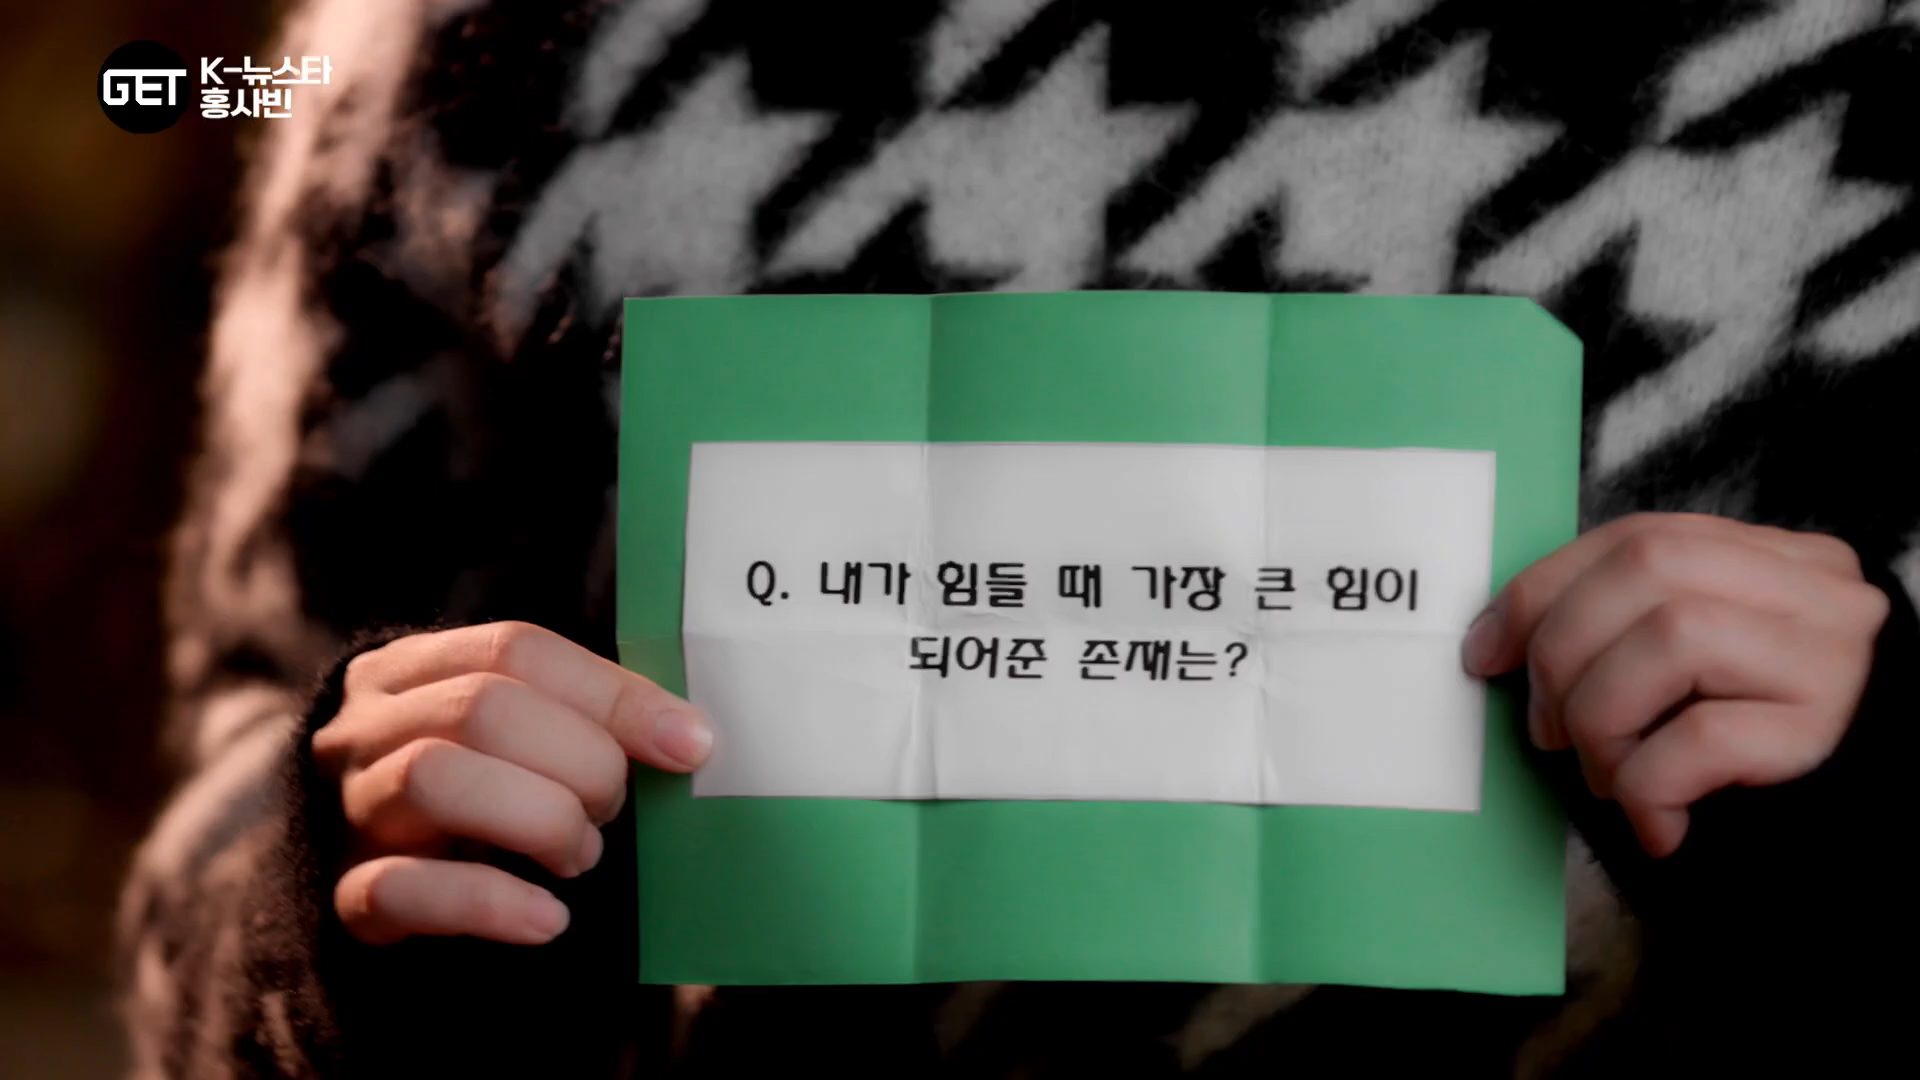 GET
K-뉴스타
홍사빈
Q. 내가 힘들 때 가장 큰 힘이
되어준 존재는?